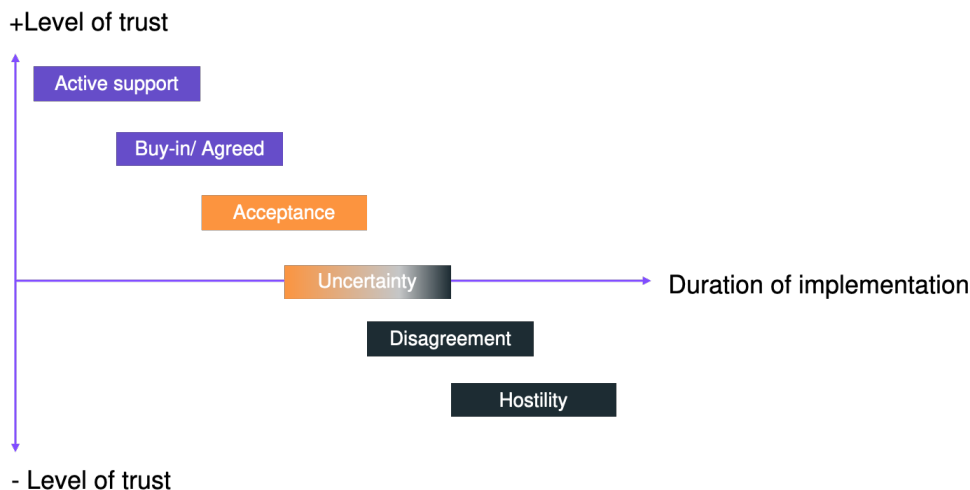 +Level of trust
Active support
Buy-in/ Agreed
Acceptance
Uncertainty
Duration of implementation
Disagreement
Hostility
- Level of trust